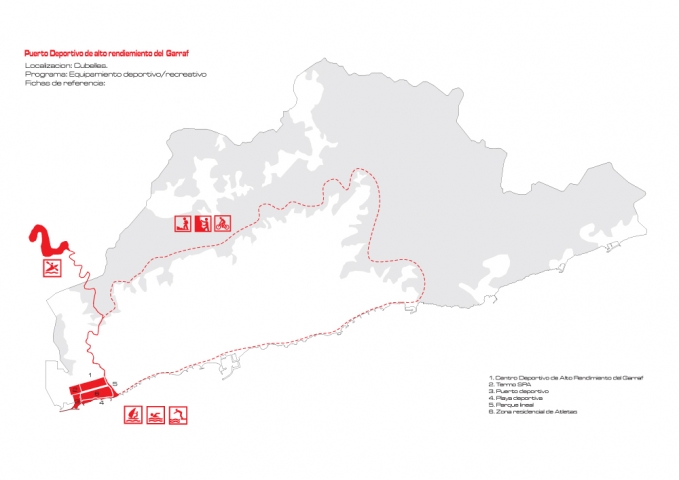 Puerto Deportivo de alto rendiemiento del Garraf
Localizacion: Cubelles.
Programa: Equipamiento deportivo/recreativo
Fichas de referencia:
1
5
4
1. Centro Deportivo de Alto Rendimiento del Garraf
2. Termo SPA
3. Puerto deportivo
4. Playa deportiva
5. Parque lineal
6. Zona residencial de Atletas